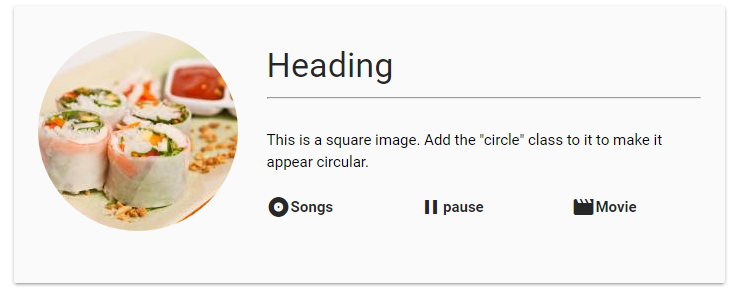 Heading
This is a square image. Add the "circle" class to it to make it
appear circular.
Songs pause Movie